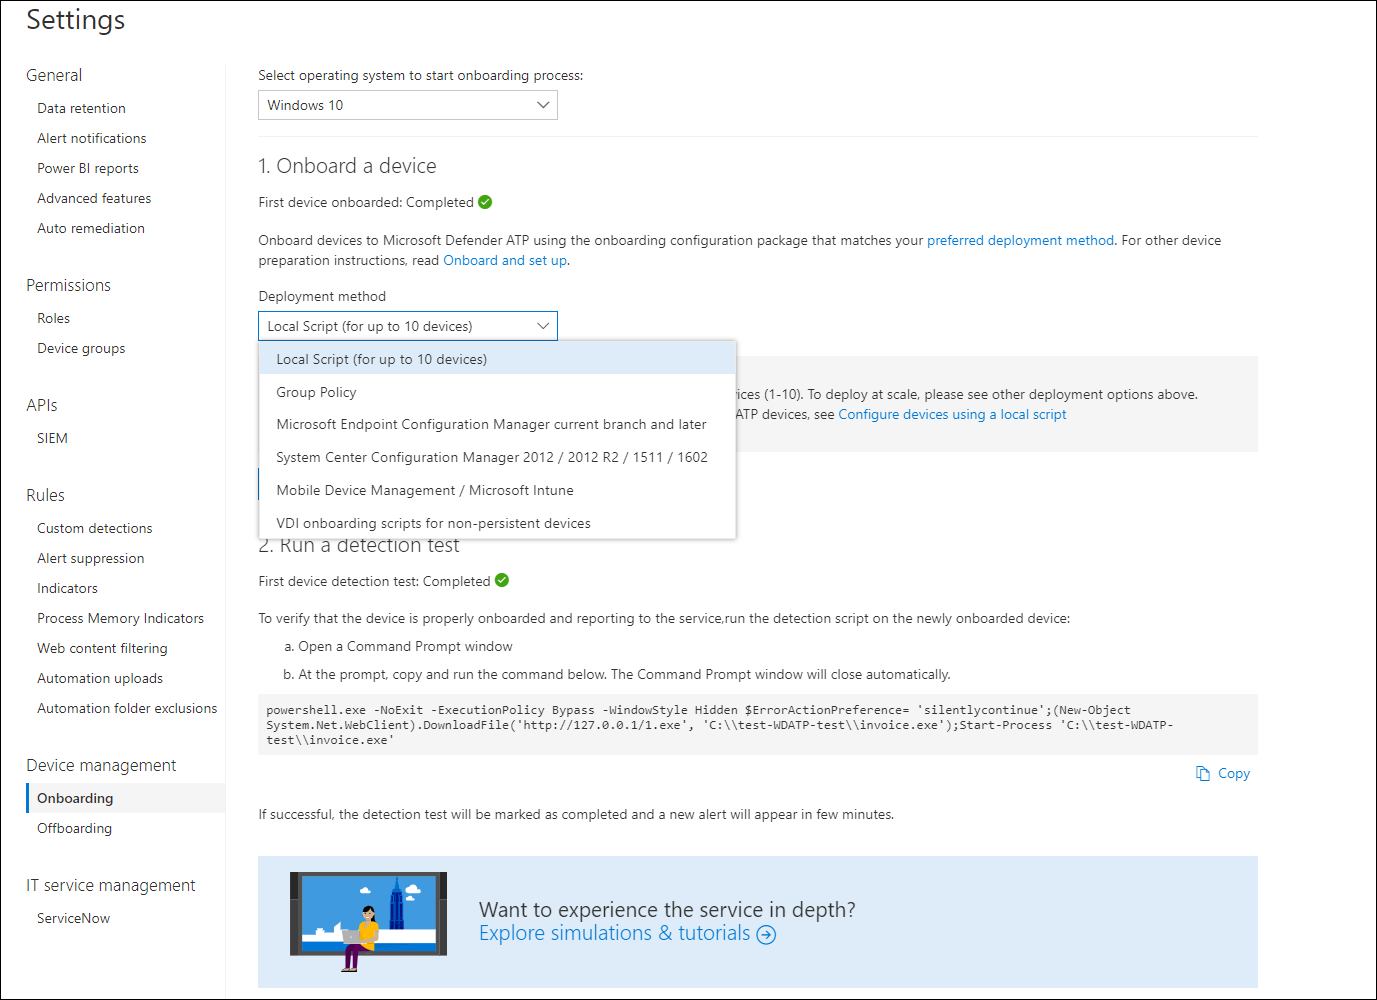 Settings
General
Data retention
Alert notifications
Power BI reports
Advanced features
Auto remediation
Permissions
Roles
Device groups
APIs
SIEM
Rules
Custom detections
Alert suppression
Indicators
Process Memory Indicators
Web content filtering
Automation uploads
Automation folder exclusions
Device management
Onboarding
Offboarding
IT service management
ServiceNow
Select operating system to start onboarding process:
Windows 10
1. Onboard a device
First device onboarded: Completed
Onboard devices to Microsoft Defender ATP using the onboarding configuration package that matches your preferred deployment method. For other device
preparation instructions, read Onboard and set up.
Deployment method
Local Script (for up to 10 devices)
Local Script (for up to 10 devices)
Group Policy
Microsoft Endpoint Configuration Manager current branch and later
System Center Configuration Manager 2012 / 2012 R2 / 1511 / 1602
Mobile Device Management / Microsoft Intune
VDI onboarding scripts for non-persistent devices
ices (1-10). To deploy at scale, please see other deployment options above.
ATP devices, see Configure devices using a local script
2. Run a detection test
First device detection test: Completed
To verify that the device is properly onboarded and reporting to the service,run the detection script on the newly onboarded device:
a. Open a Command Prompt window
b. At the prompt, copy and run the command below. The Command Prompt window will close automatically.
powershell.exe -NoExit -ExecutionPolicy Bypass -WindowStyle Hidden $ErrorActionPreference= 'silentlycontinue';(New-Object
System.Net.WebClient).DownloadFile('http://127.0.0.1/1.exe', 'C:\\test-WDATP-test\\invoice.exe');Start-Process 'C:\\test-WDATP-
test\\invoice.exe'
Copy
If successful, the detection test will be marked as completed and a new alert will appear in few minutes.
Want to experience the service in depth?
Explore simulations & tutorials